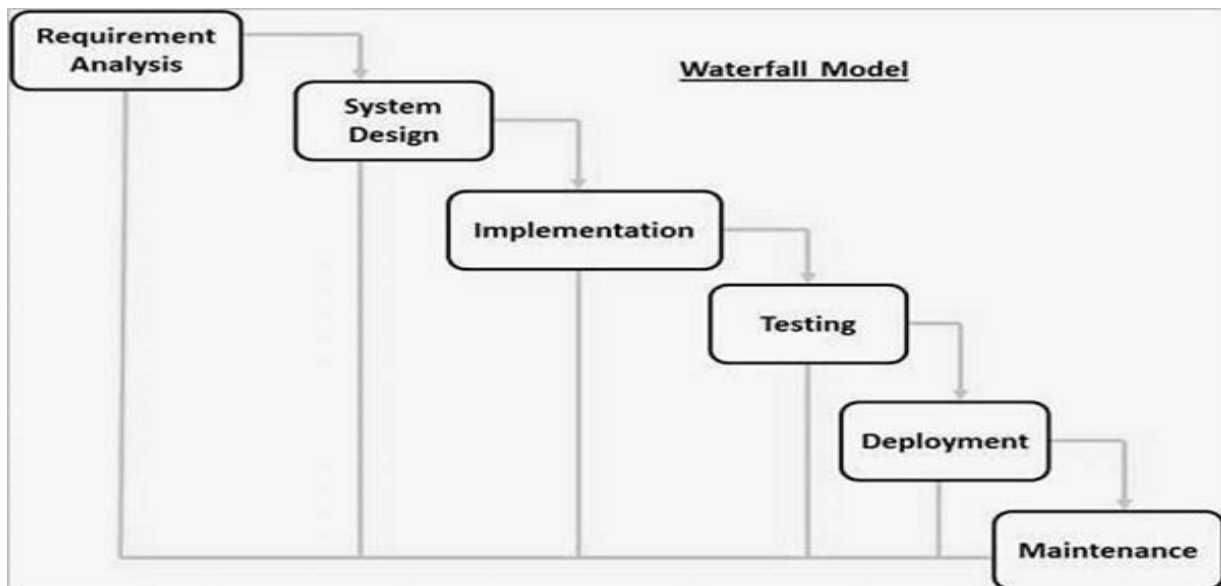 Requirement
Analysis
Waterfall Model
System
Design
Implementation
Testing
Deployment
Maintenance